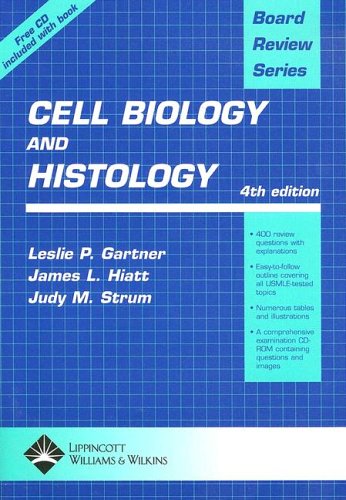 Free CD
included with book
Board
Review
Series
CELL BIOLOGY
AND
HISTOLOGY
4th edition
Leslie P. Gartner
James L. Hiatt
Judy M. Strum
• 400 review
questions with
explanations
• Easy-to-follow
outline covering
all USMLE-tested
topics
• Numerous tables
and illustrations
• A comprehensive
examination CD-
ROM containing
questions and
images
LIPPINCOTT
WILLIAMS & WILKINS